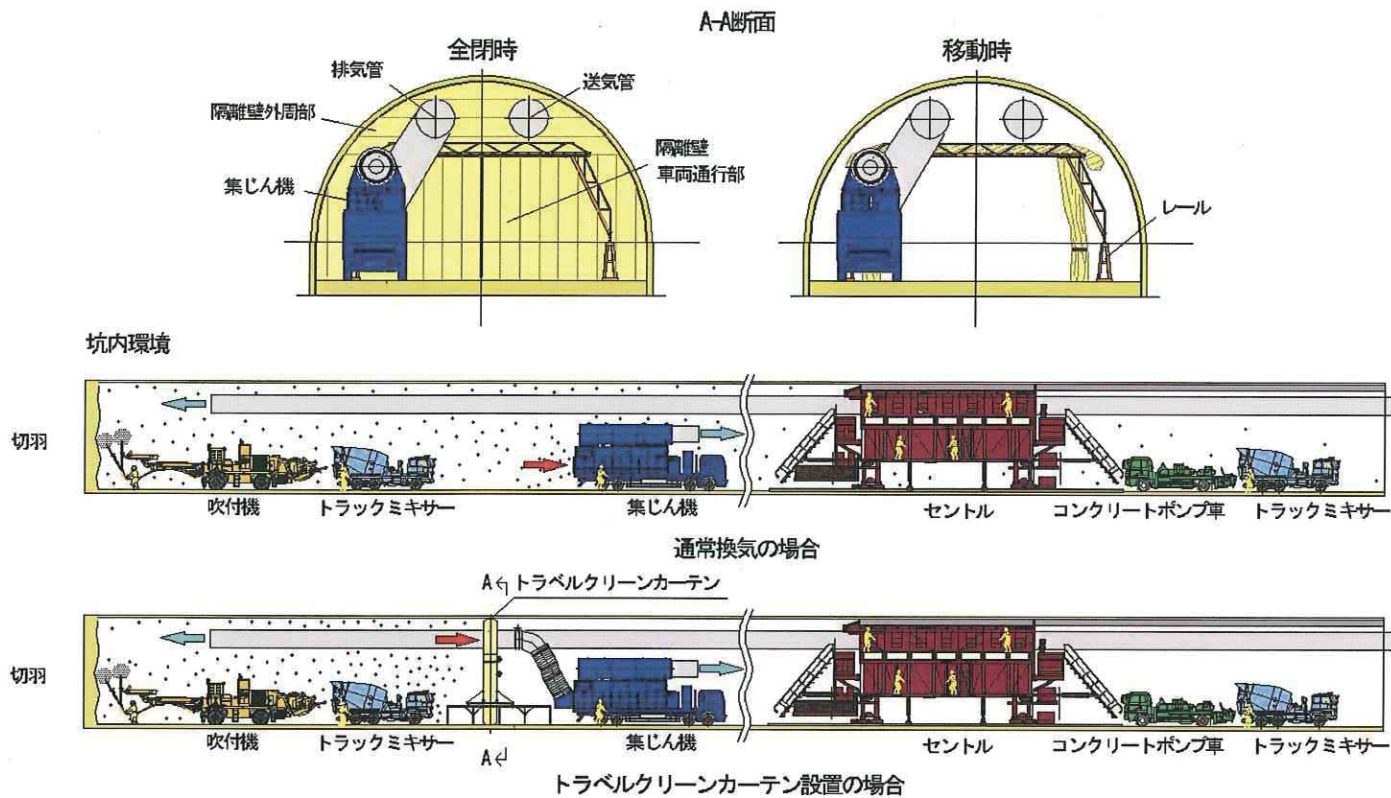 A-A断面
全閉時
移動時
排気管
送気管
隔離壁外周部
隔離壁
車両通行部
集じん機
レール
坑内環境
切羽
吹付機
トラックミキサー
集じん機
セントル
コンクリートポンプ車
トラックミキサー
通常換気の場合
A
トラベルクリーンカーテン
切羽
吹付機
トラックミキサー
A
集じん機
セントル
コンクリートポンプ車
トラックミキサー
トラベルクリーンカーテン設置の場合